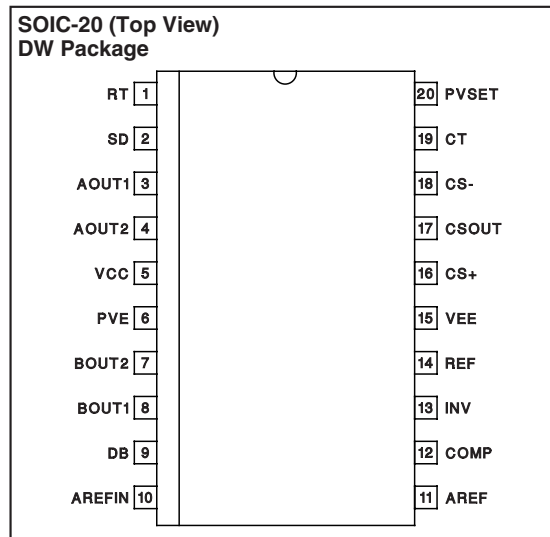 SOIC-20 (Top View)
DW Package
RT 1
20 PVSET
SD 2
19 CT
AOUT1 3
18 CS-
AOUT2 4
17 CSOUT
VCC 5
16 CS+
PVE 6
15 VEE
BOUT2 7
14 REF
BOUT1 8
13 INV
DB 9
12 COMP
AREFIN 10
11 AREF